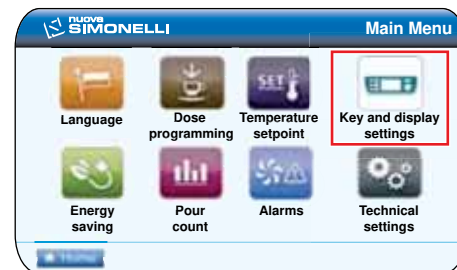 nuova
SIMONELLI
Main Menu
SET
Language
Dose
programming
Temperature
setpoint
Key and display
settings
Energy
saving
Pour
count
Alarms
Technical
settings
Home